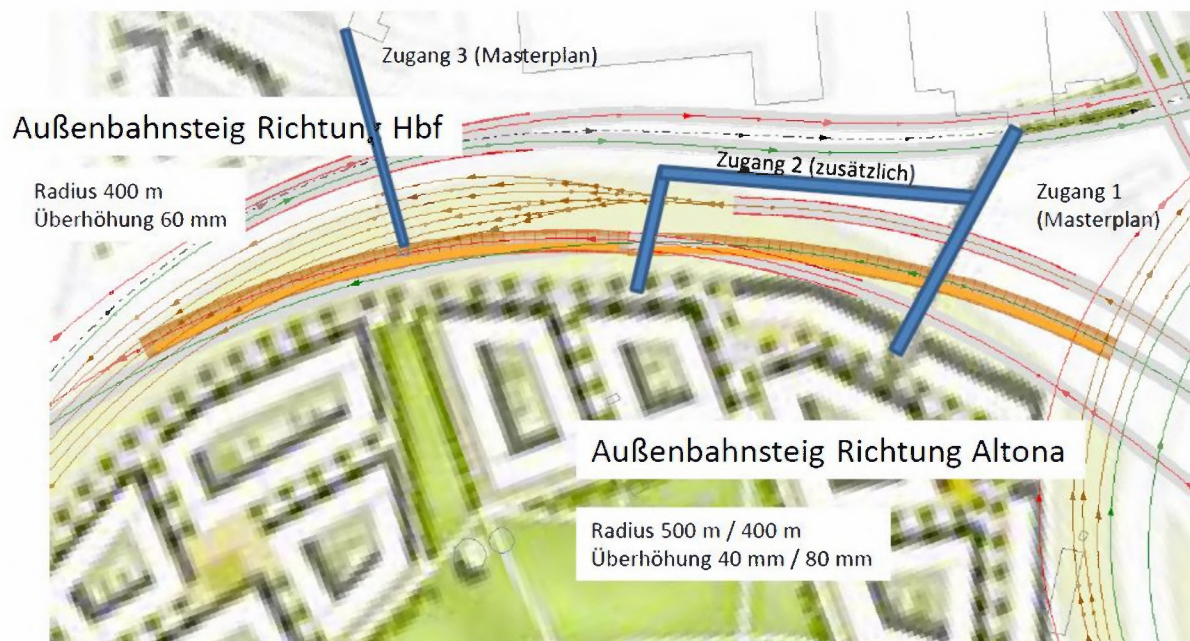 Zugang 3 (Masterplan)
Außenbahnsteig Richtung Hbf
Radius 400 m
Überhöhung 60 mm
Zugang 2 (zusätzlich)
Zugang 1
(Masterplan)
Außenbahnsteig Richtung Altona
Radius 500 m / 400 m
Überhöhung 40 mm / 80 mm